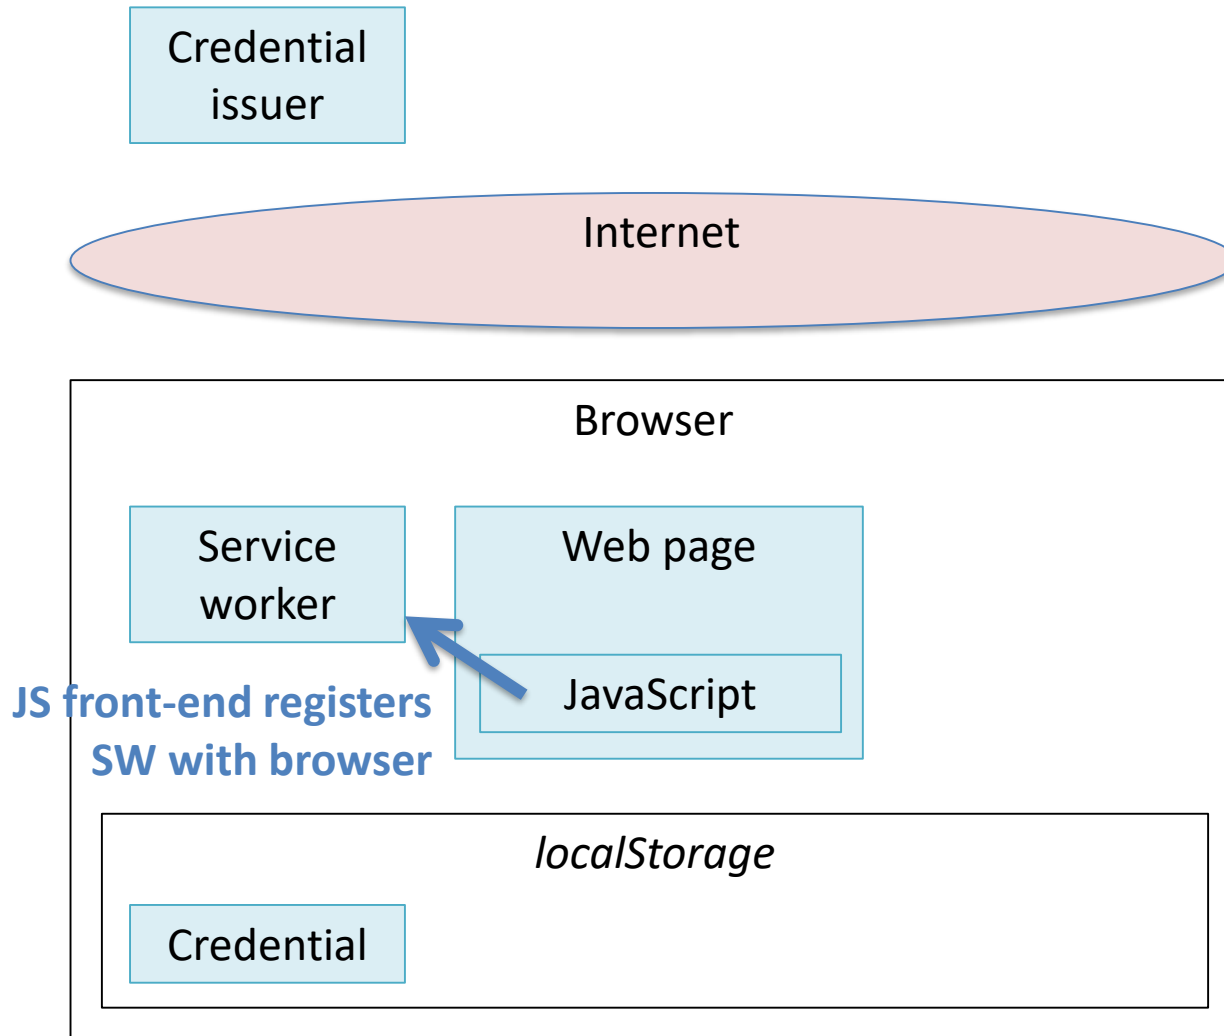 Credential
issuer
Internet
Browser
Service
worker
Web page
JavaScript
JS front-end registers
SW with browser
localStorage
Credential